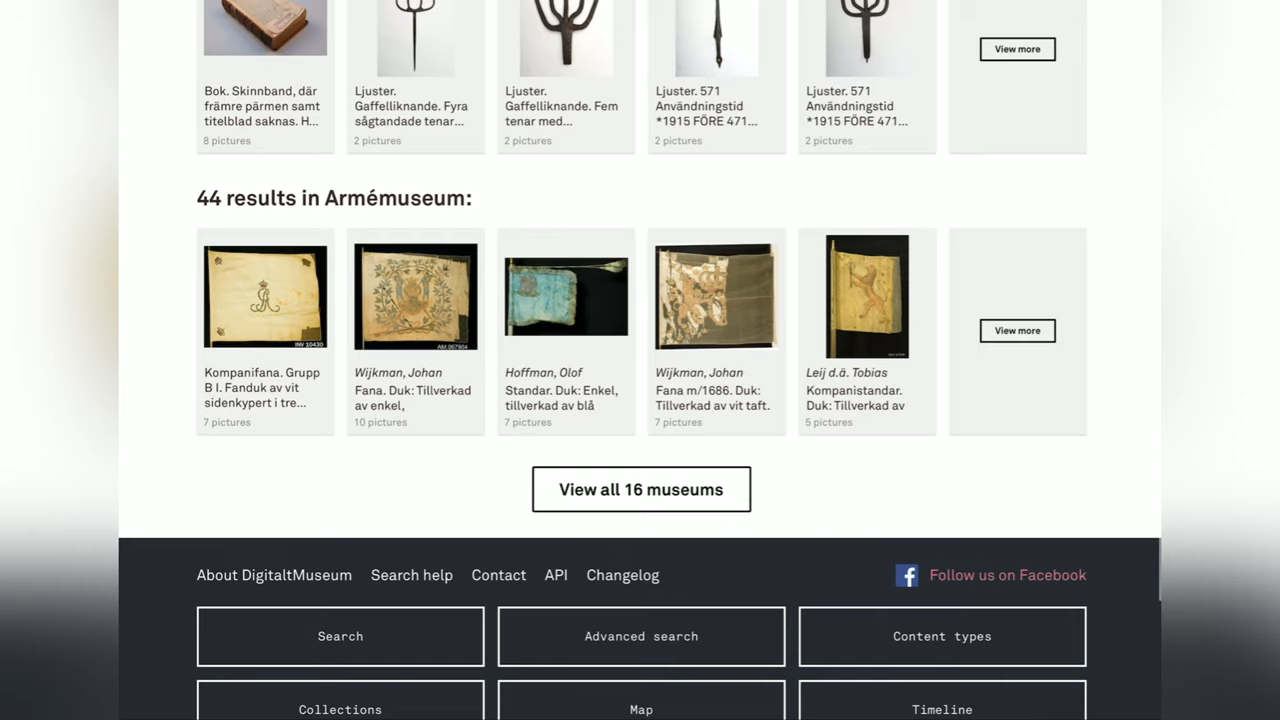 Bok. Skinnband, där
främre pärmen samt
titelblad saknas. H...
8 pictures
Ljuster.
Gaffelliknande. Fyra
sågtandade tenar...
2 pictures
Ljuster.
Gaffelliknande. Fem
tenar med...
2 pictures
Ljuster. 571
Användningstid
*1915 FÖRE 471...
2 pictures
Ljuster. 571
Användningstid
*1915 FÖRE 471...
2 pictures
View more
44 results in Armémuseum:
INV 10430
Kompanifana. Grupp
B I. Fanduk av vit
sidenkypert i tre...
7 pictures
AM.067904
Wijkman, Johan
Fana. Duk: Tillverkad
av enkel,
10 pictures
Hoffman, Olof
Standar. Duk: Enkel,
tillverkad av blå
7 pictures
Wijkman, Johan
Fana m/1686. Duk:
Tillverkad av vit taft.
7 pictures
Leij d.ä. Tobias
Kompanistandar.
Duk: Tillverkad av
5 pictures
View more
View all 16 museums
About DigitaltMuseum Search help Contact API Changelog
Follow us on Facebook
Search
Advanced search
Content types
Collections
Map
Timeline